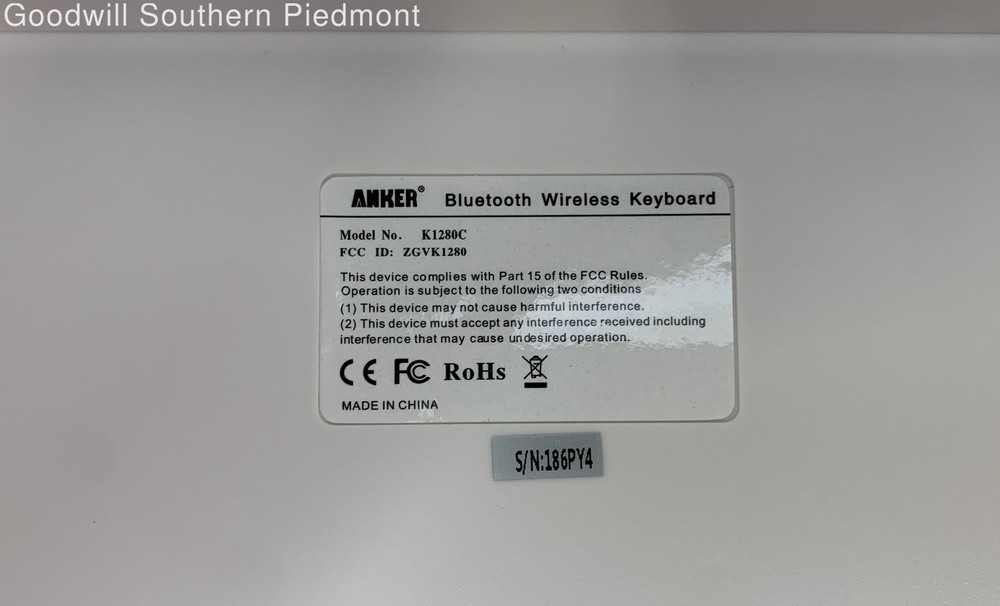 Goodwill Southern Piedmont
ANKER® Bluetooth Wireless Keyboard
Model No. K1280C
FCC ID: ZGVK1280
This device complies with Part 15 of the FCC Rules.
Operation is subject to the following two conditions
(1) This device may not cause harmful interference.
(2) This device must accept any interference received including
interference that may cause undesired operation.
CE FC RoHs
MADE IN CHINA
S/N:186PY4